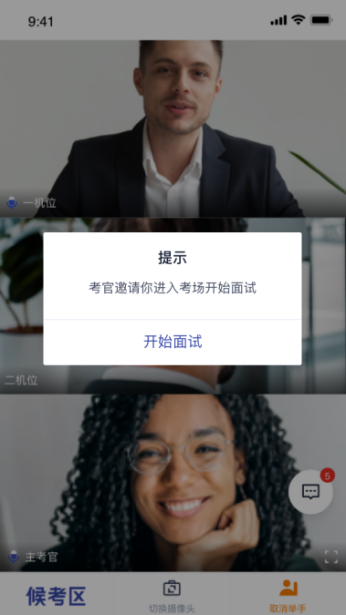 9:41
一机位
提示
考官邀请你进入考场开始面试
开始面试
二机位
5
主考官
候考区
切换摄像头
取消举手